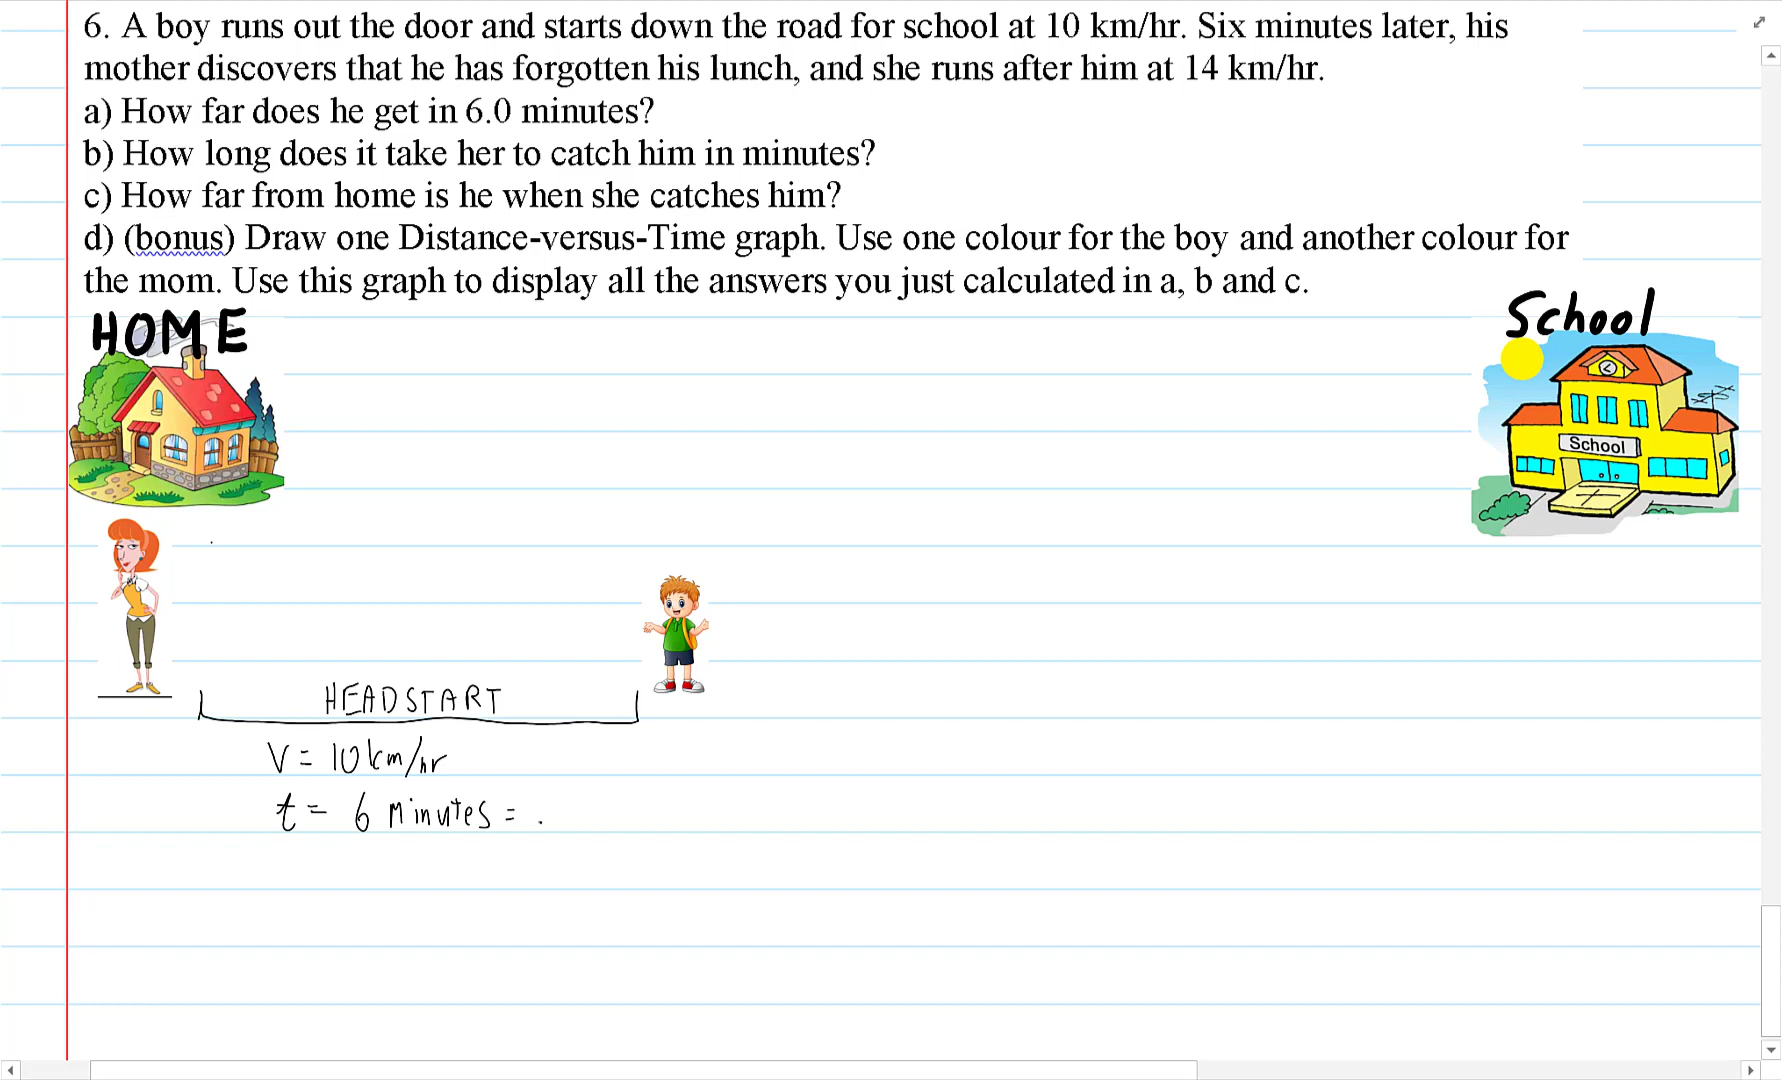 6. A boy runs out the door and starts down the road for school at 10 km/hr. Six minutes later, his
mother discovers that he has forgotten his lunch, and she runs after him at 14 km/hr.
a) How far does he get in 6.0 minutes?
b) How long does it take her to catch him in minutes?
c) How far from home is he when she catches him?
d) (bonus) Draw one Distance-versus-Time graph. Use one colour for the boy and another colour for
the mom. Use this graph to display all the answers you just calculated in a, b and c.
HOME
School
School
HEADSTART
V = 10 km/hr
t = 6 minutes = .